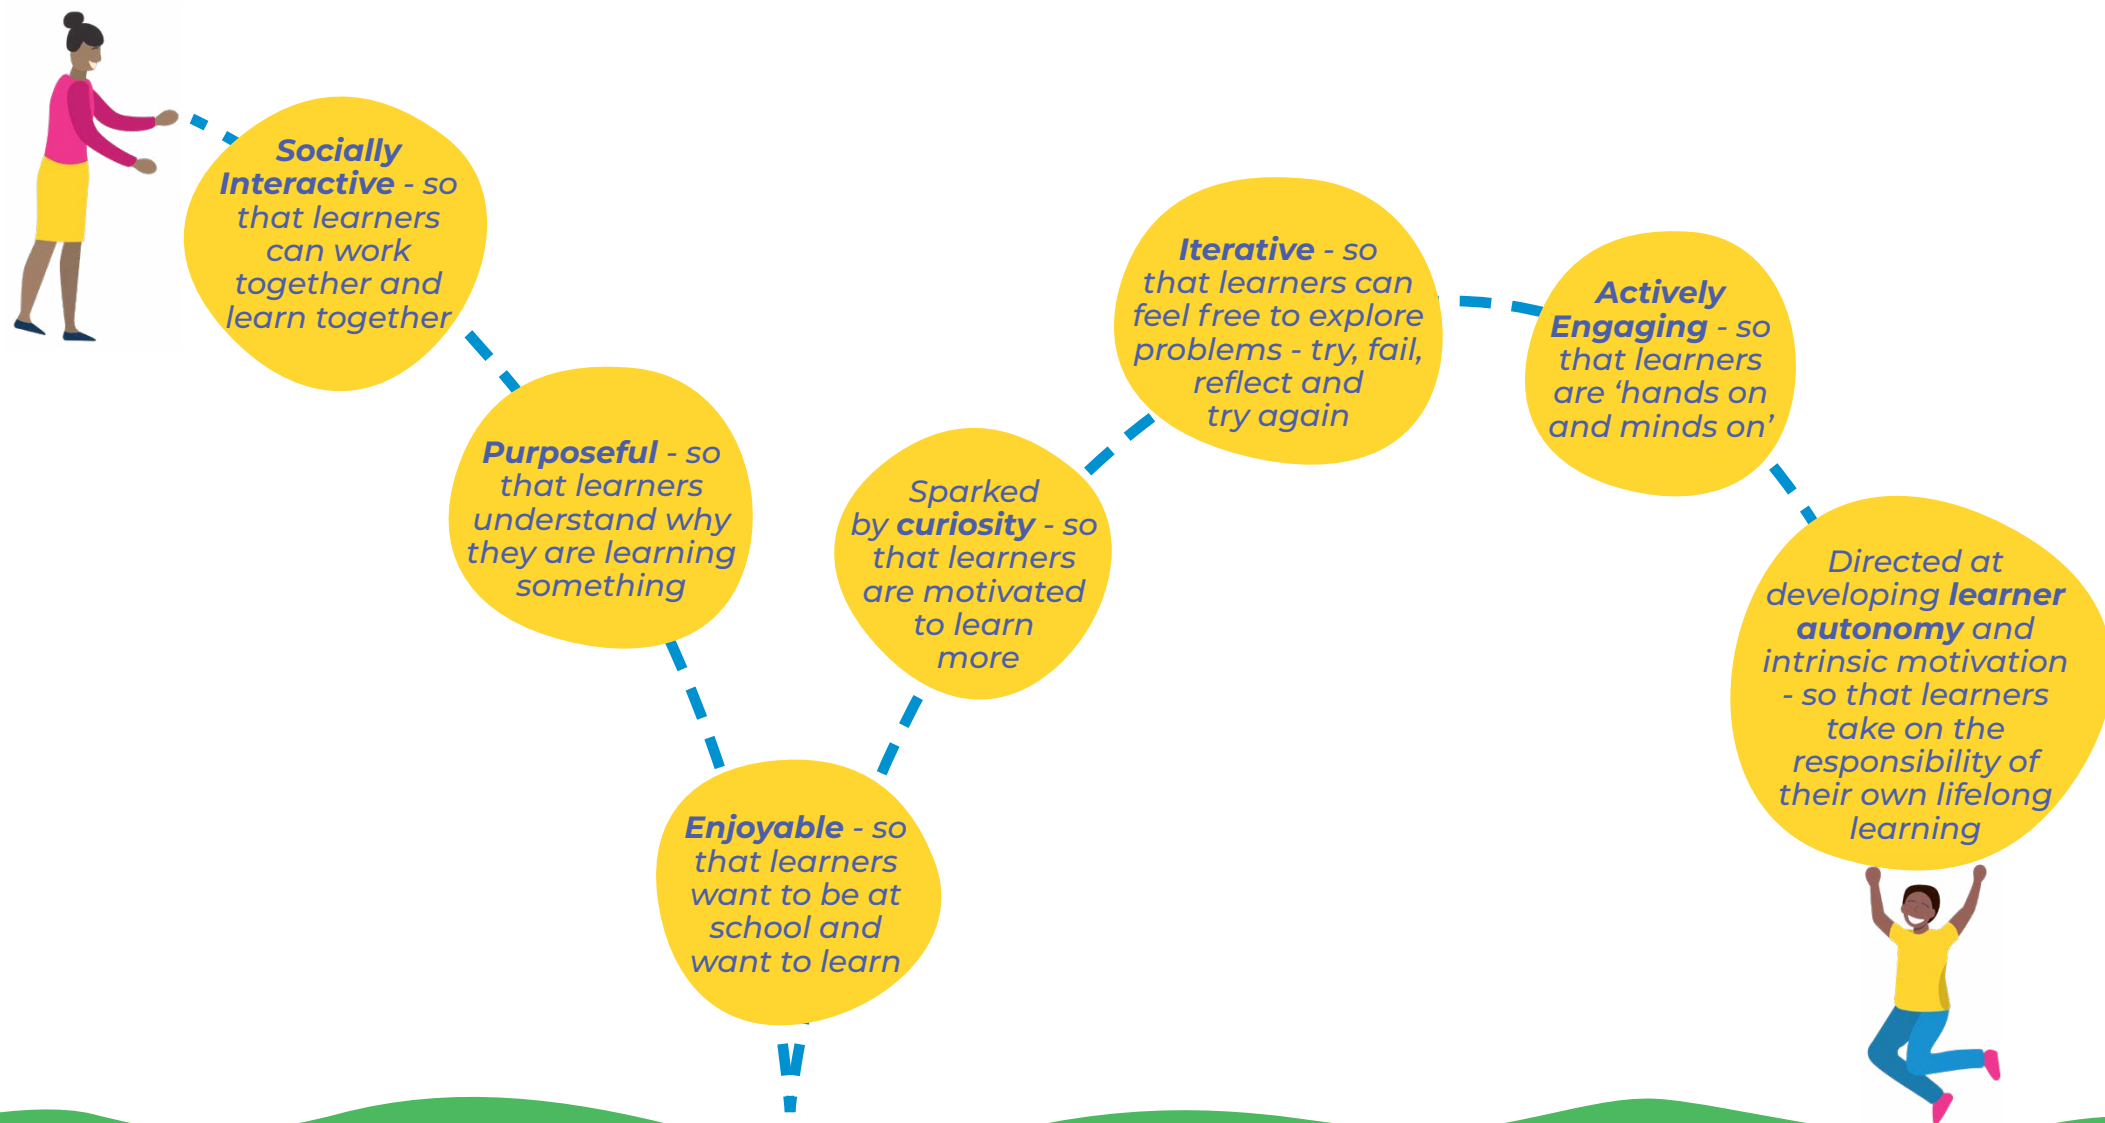 Socially
Interactive - so
that learners
can work
together and
learn together
Purposeful - so
that learners
understand why
they are learning
something
Enjoyable - so
that learners
want to be at
school and
want to learn
Sparked
by curiosity - so
that learners
are motivated
to learn
more
Iterative - so
that learners can
feel free to explore
problems - try, fail,
reflect and
try again
Actively
Engaging - so
that learners
are ‘hands on
and minds on’
Directed at
developing learner
autonomy and
intrinsic motivation
- so that learners
take on the
responsibility of
their own lifelong
learning